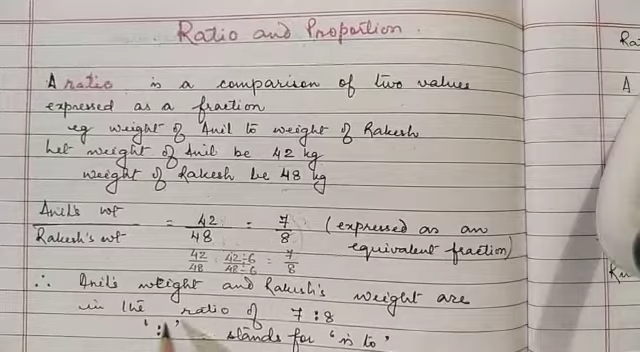 Ratio and Proportion
A ratio is a comparison of two values
expressed as a fraction
eg weight of Anil to weight of Rakesh
Let weight of Anil be 42 kg
weight of Rakesh be 48 kg
Anil's wt / Rakesh's wt = 42/48 = 7/8 (expressed as an
equivalent fraction)
42/48 : 42÷6/48÷6 : 7/8
∴ Anil's weight and Rakesh's weight are
in the ratio of 7:8
':' stands for 'is to'
Ra
A